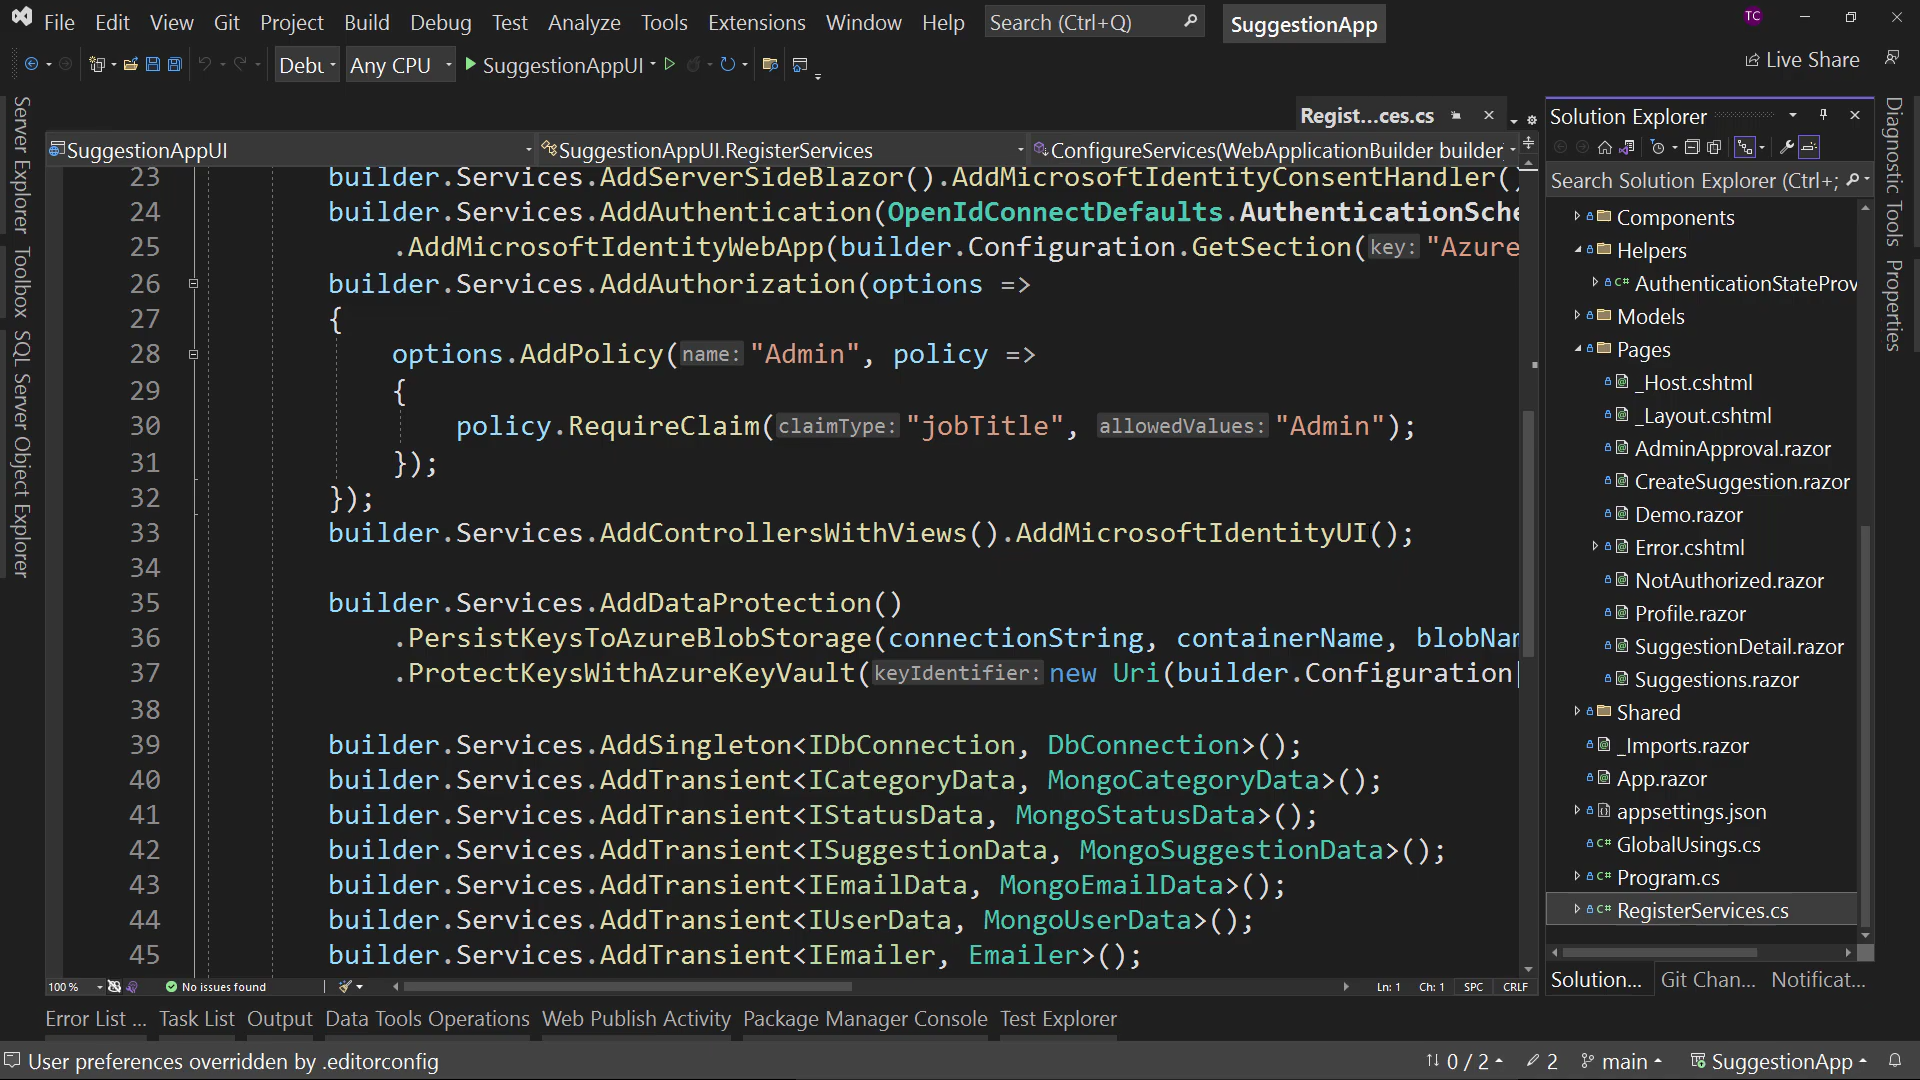 File Edit View Git Project Build Debug Test Analyze Tools Extensions Window Help Search (Ctrl+Q) SuggestionApp TC
Debu Any CPU SuggestionAppUI Live Share
Server Explorer
Toolbox
SQL Server Object Explorer
Regist...ces.cs
SuggestionAppUI SuggestionAppUI.RegisterServices ConfigureServices(WebApplicationBuilder builder
23 builder.Services.AddServerSideBlazor().AddMicrosoftIdentityConsentHandler()
24 builder.Services.AddAuthentication(OpenIdConnectDefaults.AuthenticationSche
25 .AddMicrosoftIdentityWebApp(builder.Configuration.GetSection(key: "Azure
26 builder.Services.AddAuthorization(options =>
27 {
28 options.AddPolicy(name: "Admin", policy =>
29 {
30 policy.RequireClaim(claimType: "jobTitle", allowedValues: "Admin");
31 });
32 });
33 builder.Services.AddControllersWithViews().AddMicrosoftIdentityUI();
34
35 builder.Services.AddDataProtection()
36 .PersistKeysToAzureBlobStorage(connectionString, containerName, blobNam
37 .ProtectKeysWithAzureKeyVault(keyIdentifier: new Uri(builder.Configuration[
38
39 builder.Services.AddSingleton<IDbConnection, DbConnection>();
40 builder.Services.AddTransient<ICategoryData, MongoCategoryData>();
41 builder.Services.AddTransient<IStatusData, MongoStatusData>();
42 builder.Services.AddTransient<ISuggestionData, MongoSuggestionData>();
43 builder.Services.AddTransient<IEmailData, MongoEmailData>();
44 builder.Services.AddTransient<IUserData, MongoUserData>();
45 builder.Services.AddTransient<IEmailer, Emailer>();
100 % No issues found Ln: 1 Ch: 1 SPC CRLF
Solution Explorer
Search Solution Explorer (Ctrl+;
Components
Helpers
C# AuthenticationStateProv
Models
Pages
_Host.cshtml
_Layout.cshtml
AdminApproval.razor
CreateSuggestion.razor
Demo.razor
Error.cshtml
NotAuthorized.razor
Profile.razor
SuggestionDetail.razor
Suggestions.razor
Shared
_Imports.razor
App.razor
appsettings.json
C# GlobalUsings.cs
C# Program.cs
C# RegisterServices.cs
Solution... Git Chan... Notificat...
Diagnostic Tools
Properties
Error List ... Task List Output Data Tools Operations Web Publish Activity Package Manager Console Test Explorer
User preferences overridden by .editorconfig 0 / 2 2 main SuggestionApp